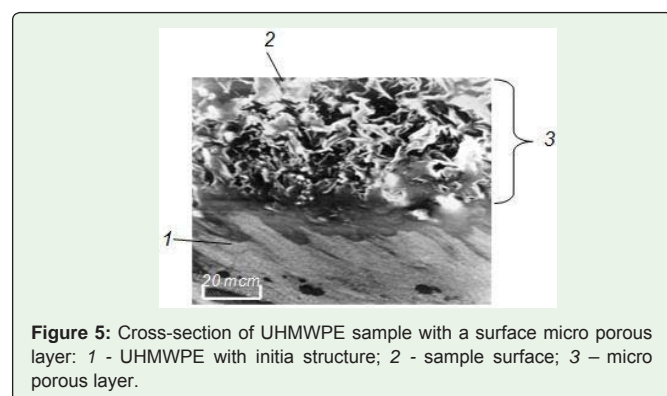 2
3
1
20 mcm
Figure 5: Cross-section of UHMWPE sample with a surface micro porous
layer: 1 - UHMWPE with initia structure; 2 - sample surface; 3 – micro
porous layer.